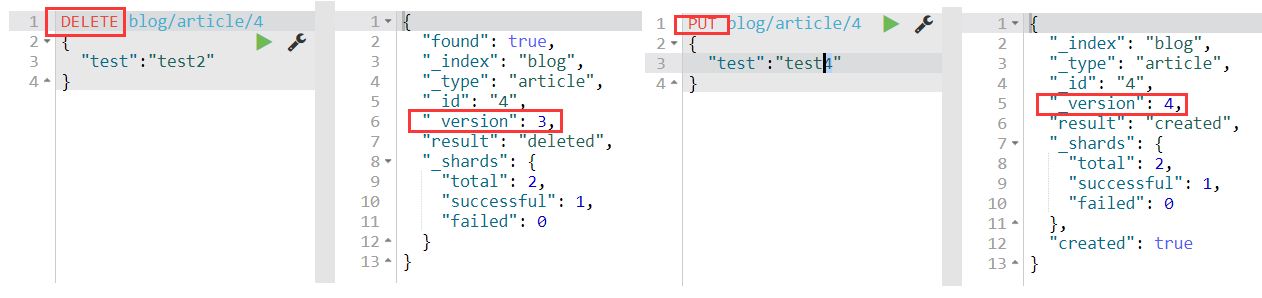 1 DELETE blog/article/4
2 {
3 "test":"test2"
4 }
1 {
2 "found": true,
3 "_index": "blog",
4 "_type": "article",
5 "_id": "4",
6 "_version": 3,
7 "result": "deleted",
8 "_shards": {
9 "total": 2,
10 "successful": 1,
11 "failed": 0
12 }
13 }
1 PUT blog/article/4
2 {
3 "test":"test4"
4 }
1 {
2 "_index": "blog",
3 "_type": "article",
4 "_id": "4",
5 "_version": 4,
6 "result": "created",
7 "_shards": {
8 "total": 2,
9 "successful": 1,
10 "failed": 0
11 },
12 "created": true
13 }